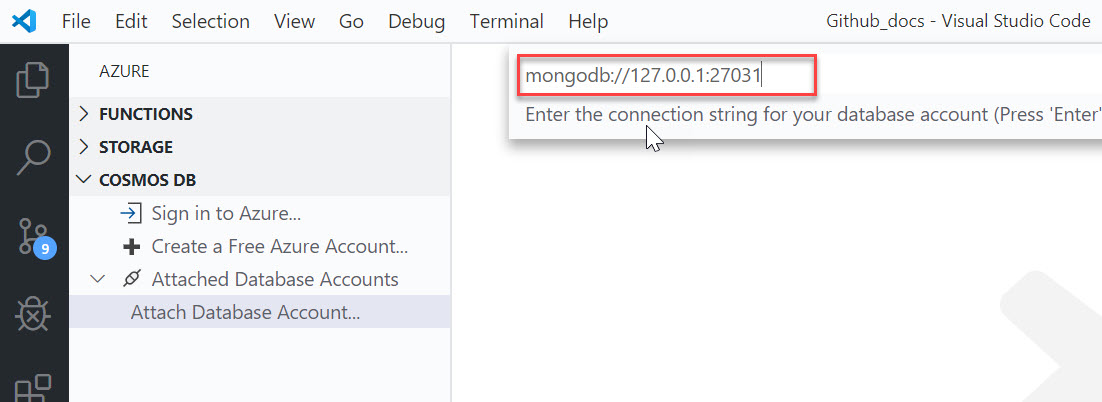 File Edit Selection View Go Debug Terminal Help Github_docs - Visual Studio Code
AZURE
mongodb://127.0.0.1:27031
Enter the connection string for your database account (Press 'Enter'
FUNCTIONS
STORAGE
COSMOS DB
Sign in to Azure...
9
Create a Free Azure Account...
Attached Database Accounts
Attach Database Account...